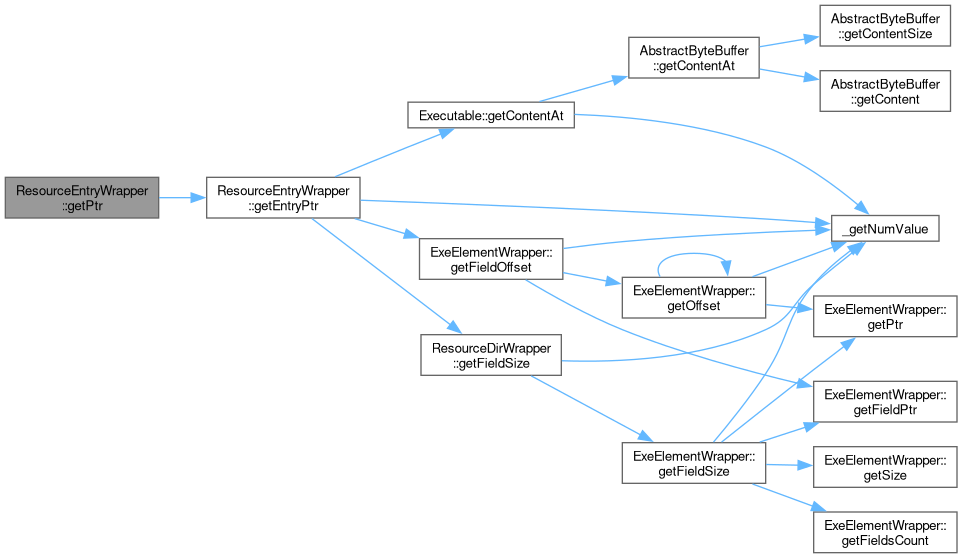 ResourceEntryWrapper
::getPtr
ResourceEntryWrapper
::getEntryPtr
Executable::getContentAt
AbstractByteBuffer
::getContentAt
AbstractByteBuffer
::getContentSize
AbstractByteBuffer
::getContent
_getNumValue
ExeElementWrapper::
getFieldOffset
ExeElementWrapper::
getOffset
ExeElementWrapper::
getPtr
ResourceDirWrapper
::getFieldSize
ExeElementWrapper::
getFieldPtr
ExeElementWrapper::
getFieldSize
ExeElementWrapper::
getSize
ExeElementWrapper::
getFieldsCount